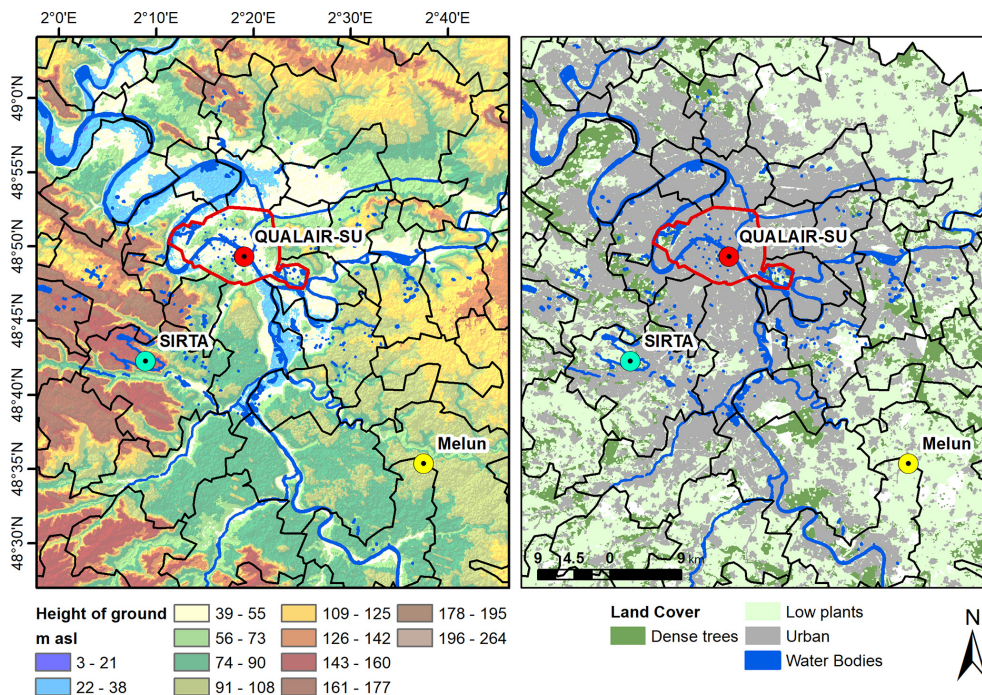 2°0'E 2°10'E 2°20'E 2°30'E 2°40'E
49°0'N
48°55'N
48°50'N
48°45'N
48°40'N
48°35'N
48°30'N
QUALAIR-SU
SIRTA
Melun
QUALAIR-SU
SIRTA
Melun
9 4.5 0 9 km
Height of ground
m asl
3 - 21
22 - 38
39 - 55
56 - 73
74 - 90
91 - 108
109 - 125
126 - 142
143 - 160
161 - 177
178 - 195
196 - 264
Land Cover
Dense trees
Low plants
Urban
Water Bodies
N